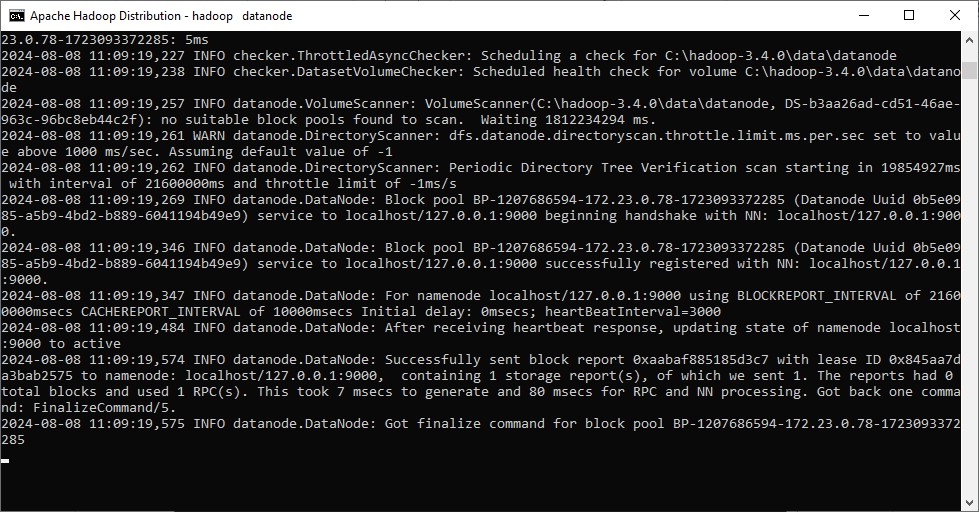 Apache Hadoop Distribution - hadoop   datanode
23.0.78-1723093372285: 5ms
2024-08-08 11:09:19,227 INFO checker.ThrottledAsyncChecker: Scheduling a check for C:\hadoop-3.4.0\data\datanode
2024-08-08 11:09:19,238 INFO checker.DatasetVolumeChecker: Scheduled health check for volume C:\hadoop-3.4.0\data\datano
de
2024-08-08 11:09:19,257 INFO datanode.VolumeScanner: VolumeScanner(C:\hadoop-3.4.0\data\datanode, DS-b3aa26ad-cd51-46ae-
963c-96bc8eb44c2f): no suitable block pools found to scan.  Waiting 1812234294 ms.
2024-08-08 11:09:19,261 WARN datanode.DirectoryScanner: dfs.datanode.directoryscan.throttle.limit.ms.per.sec set to valu
e above 1000 ms/sec. Assuming default value of -1
2024-08-08 11:09:19,262 INFO datanode.DirectoryScanner: Periodic Directory Tree Verification scan starting in 19854927ms
 with interval of 21600000ms and throttle limit of -1ms/s
2024-08-08 11:09:19,269 INFO datanode.DataNode: Block pool BP-1207686594-172.23.0.78-1723093372285 (Datanode Uuid 0b5e09
85-a5b9-4bd2-b889-6041194b49e9) service to localhost/127.0.0.1:9000 beginning handshake with NN: localhost/127.0.0.1:900
0.
2024-08-08 11:09:19,346 INFO datanode.DataNode: Block pool BP-1207686594-172.23.0.78-1723093372285 (Datanode Uuid 0b5e09
85-a5b9-4bd2-b889-6041194b49e9) service to localhost/127.0.0.1:9000 successfully registered with NN: localhost/127.0.0.1
:9000.
2024-08-08 11:09:19,347 INFO datanode.DataNode: For namenode localhost/127.0.0.1:9000 using BLOCKREPORT_INTERVAL of 2160
0000msecs CACHEREPORT_INTERVAL of 10000msecs Initial delay: 0msecs; heartBeatInterval=3000
2024-08-08 11:09:19,484 INFO datanode.DataNode: After receiving heartbeat response, updating state of namenode localhost
:9000 to active
2024-08-08 11:09:19,574 INFO datanode.DataNode: Successfully sent block report 0xaabaf885185d3c7 with lease ID 0x845aa7d
a3bab2575 to namenode: localhost/127.0.0.1:9000,  containing 1 storage report(s), of which we sent 1. The reports had 0
total blocks and used 1 RPC(s). This took 7 msecs to generate and 80 msecs for RPC and NN processing. Got back one comma
nd: FinalizeCommand/5.
2024-08-08 11:09:19,575 INFO datanode.DataNode: Got finalize command for block pool BP-1207686594-172.23.0.78-1723093372
285